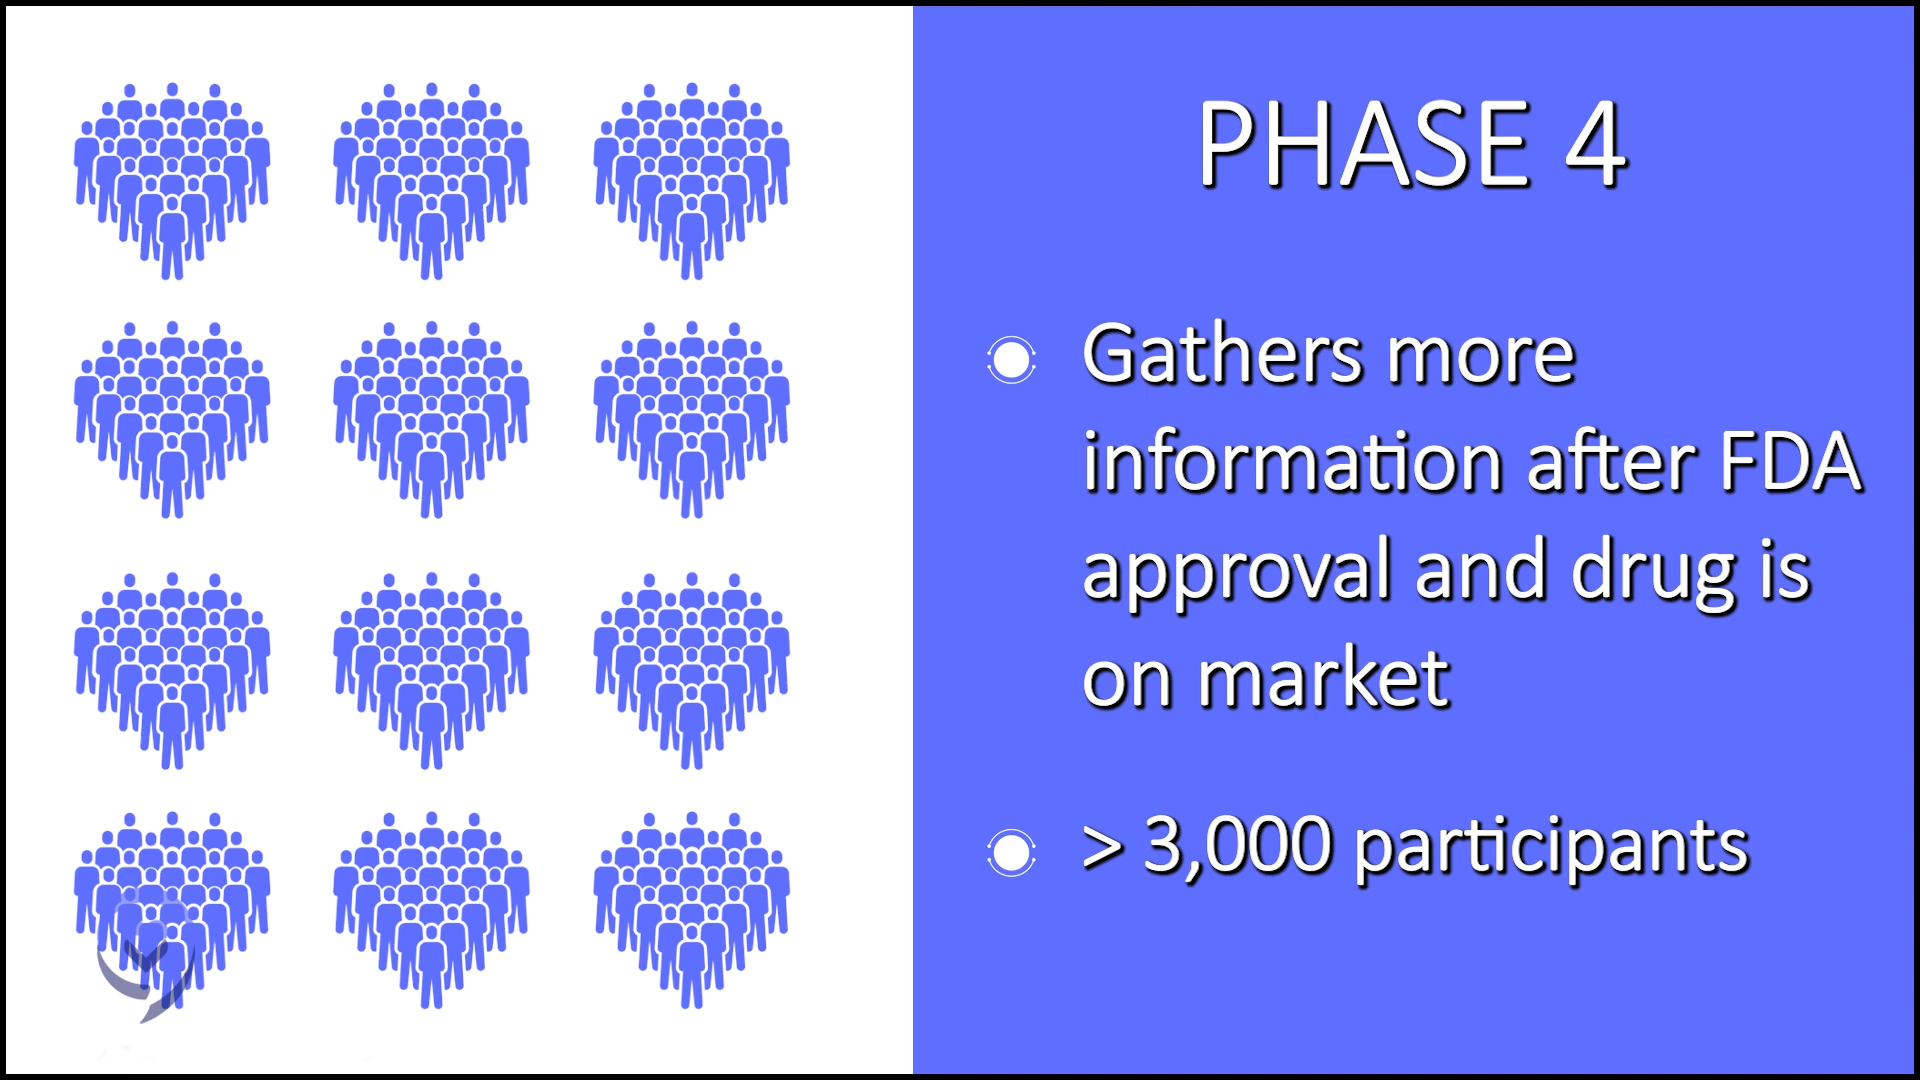 PHASE 4
Gathers more
information after FDA
approval and drug is
on market
> 3,000 participants